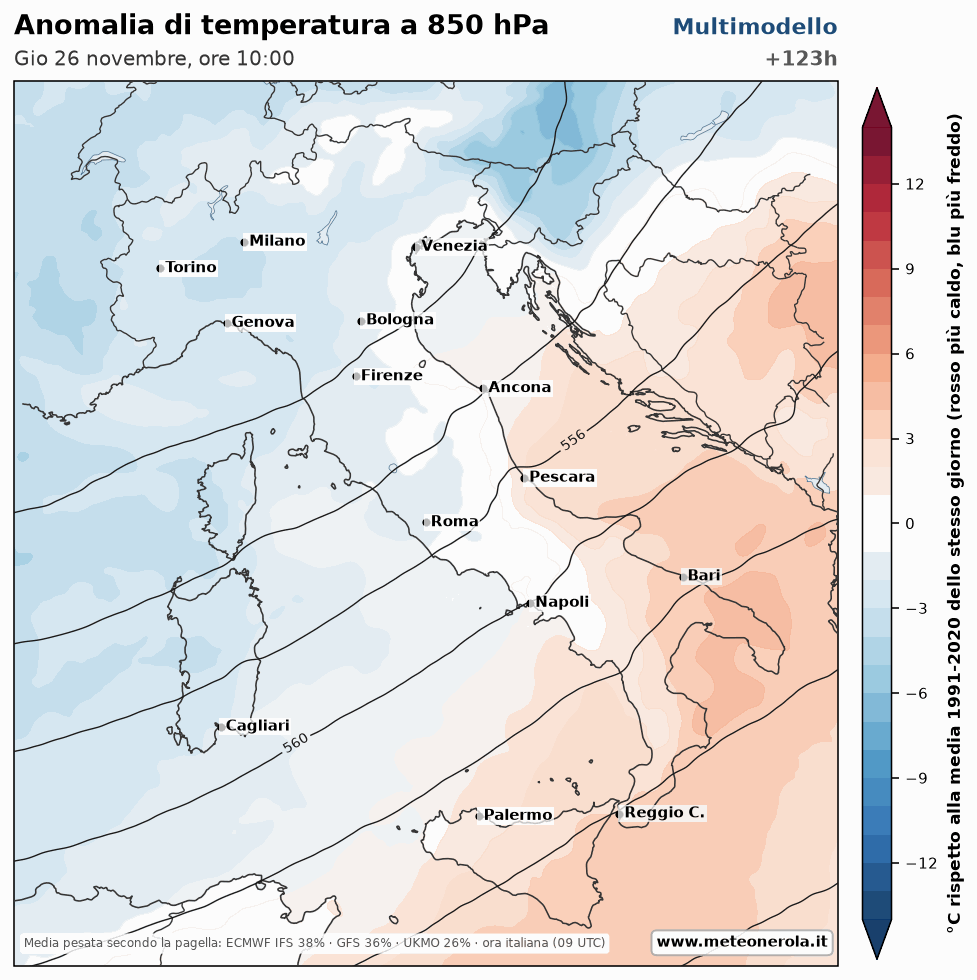 Anomalia di temperatura a 850 hPa
Multimodello
Gio 26 novembre, ore 10:00
+123h
Milano
Venezia
Torino
Genova
Bologna
Firenze
Ancona
556
Pescara
Roma
Bari
Napoli
Cagliari
560
Palermo
Reggio C.
12
9
6
3
0
−3
−6
−9
−12
°C rispetto alla media 1991-2020 dello stesso giorno (rosso più caldo, blu più freddo)
Media pesata secondo la pagella: ECMWF IFS 38% · GFS 36% · UKMO 26% · ora italiana (09 UTC)
www.meteonerola.it